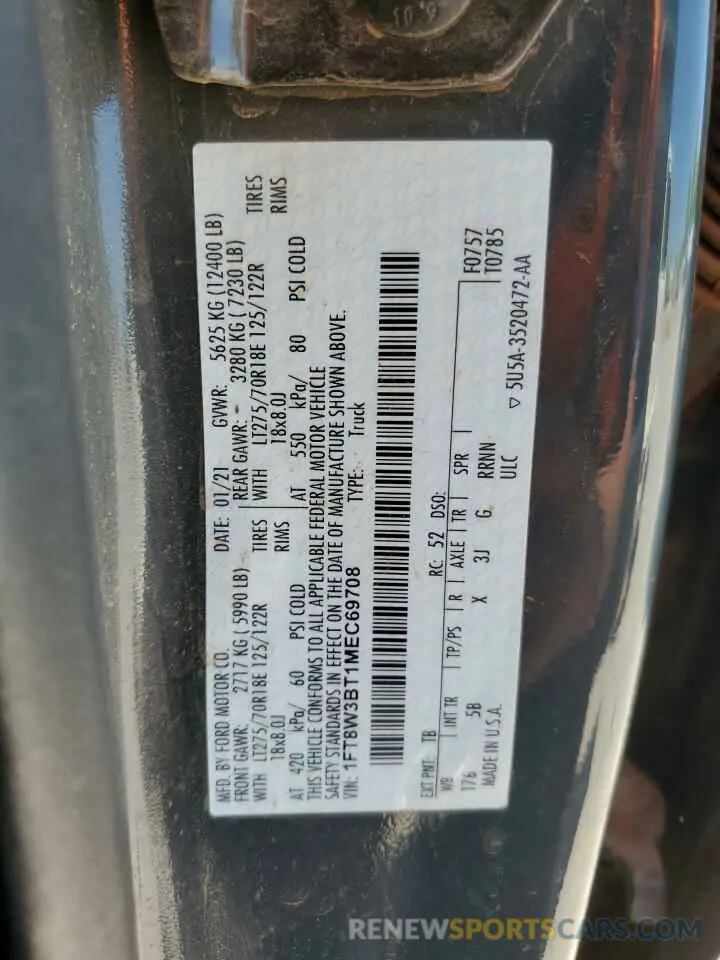 MFD. BY FORD MOTOR CO. DATE: 01/21 GVWR: 5625 KG (12400 LB)
FRONT GAWR: 2717 KG ( 5990 LB) REAR GAWR: - 3280 KG ( 7230 LB)
WITH LT275/70R18E 125/122R TIRES WITH LT275/70R18E 125/122R TIRES
18x8.0J RIMS 18x8.0J RIMS
AT 420 kPa/ 60 PSI COLD AT 550 kPa/ 80 PSI COLD
THIS VEHICLE CONFORMS TO ALL APPLICABLE FEDERAL MOTOR VEHICLE
SAFETY STANDARDS IN EFFECT ON THE DATE OF MANUFACTURE SHOWN ABOVE.
VIN: 1FT8W3BT1MEC69708 TYPE: Truck
EXT PNT: TB RC: 52 DSO:
WB INT TR TP/PS R AXLE TR SPR F0757
176 5B X 3J G RRNN T0785
MADE IN U.S.A. ULC
▽ 5U5A-3520472-AA
RENEWSPORTSCARS.COM